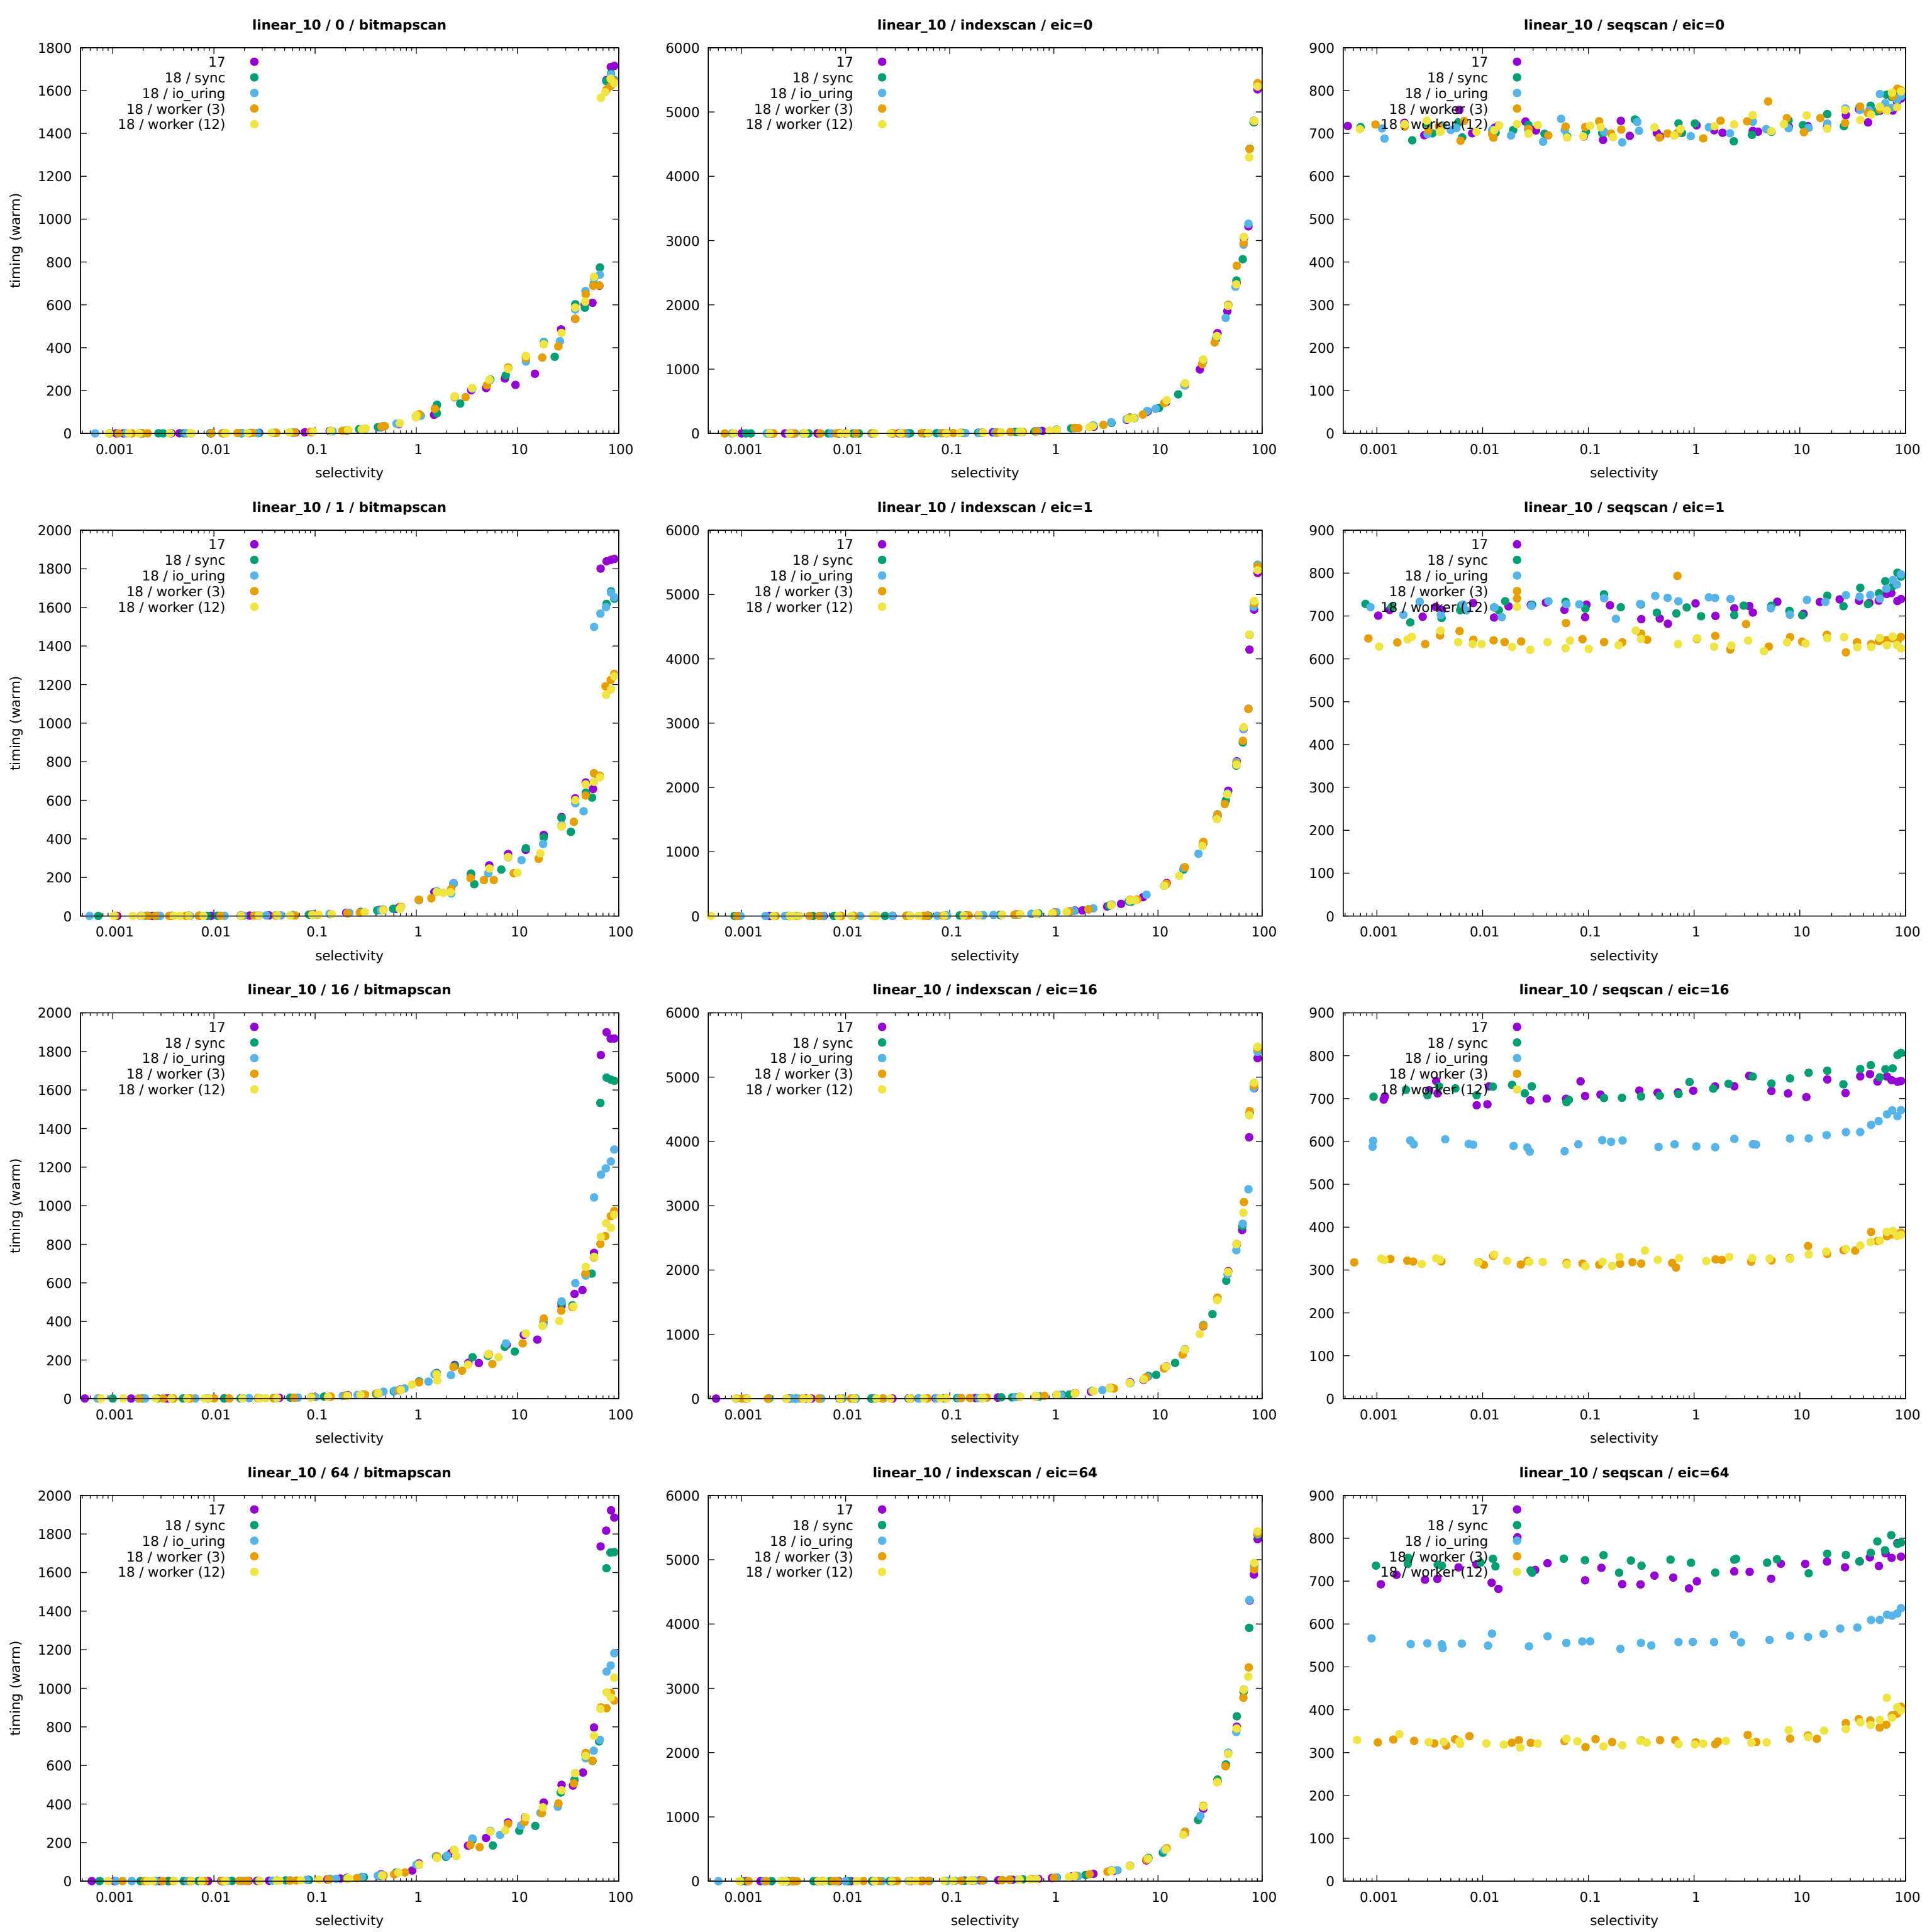 linear_10 / 0 / bitmapscan
timing (warm)
1800
1600
1400
1200
1000
800
600
400
200
0
17
18 / sync
18 / io_uring
18 / worker (3)
18 / worker (12)
0.001 0.01 0.1 1 10 100
selectivity
linear_10 / indexscan / eic=0
6000
5000
4000
3000
2000
1000
0
17
18 / sync
18 / io_uring
18 / worker (3)
18 / worker (12)
0.001 0.01 0.1 1 10 100
selectivity
linear_10 / seqscan / eic=0
900
800
700
600
500
400
300
200
100
0
17
18 / sync
18 / io_uring
18 / worker (3)
18 / worker (12)
0.001 0.01 0.1 1 10 100
selectivity
linear_10 / 1 / bitmapscan
timing (warm)
2000
1800
1600
1400
1200
1000
800
600
400
200
0
17
18 / sync
18 / io_uring
18 / worker (3)
18 / worker (12)
0.001 0.01 0.1 1 10 100
selectivity
linear_10 / indexscan / eic=1
6000
5000
4000
3000
2000
1000
0
17
18 / sync
18 / io_uring
18 / worker (3)
18 / worker (12)
0.001 0.01 0.1 1 10 100
selectivity
linear_10 / seqscan / eic=1
900
800
700
600
500
400
300
200
100
0
17
18 / sync
18 / io_uring
18 / worker (3)
18 / worker (12)
0.001 0.01 0.1 1 10 100
selectivity
linear_10 / 16 / bitmapscan
timing (warm)
2000
1800
1600
1400
1200
1000
800
600
400
200
0
17
18 / sync
18 / io_uring
18 / worker (3)
18 / worker (12)
0.001 0.01 0.1 1 10 100
selectivity
linear_10 / indexscan / eic=16
6000
5000
4000
3000
2000
1000
0
17
18 / sync
18 / io_uring
18 / worker (3)
18 / worker (12)
0.001 0.01 0.1 1 10 100
selectivity
linear_10 / seqscan / eic=16
900
800
700
600
500
400
300
200
100
0
17
18 / sync
18 / io_uring
18 / worker (3)
18 / worker (12)
0.001 0.01 0.1 1 10 100
selectivity
linear_10 / 64 / bitmapscan
timing (warm)
2000
1800
1600
1400
1200
1000
800
600
400
200
0
17
18 / sync
18 / io_uring
18 / worker (3)
18 / worker (12)
0.001 0.01 0.1 1 10 100
selectivity
linear_10 / indexscan / eic=64
6000
5000
4000
3000
2000
1000
0
17
18 / sync
18 / io_uring
18 / worker (3)
18 / worker (12)
0.001 0.01 0.1 1 10 100
selectivity
linear_10 / seqscan / eic=64
900
800
700
600
500
400
300
200
100
0
17
18 / sync
18 / io_uring
18 / worker (3)
18 / worker (12)
0.001 0.01 0.1 1 10 100
selectivity